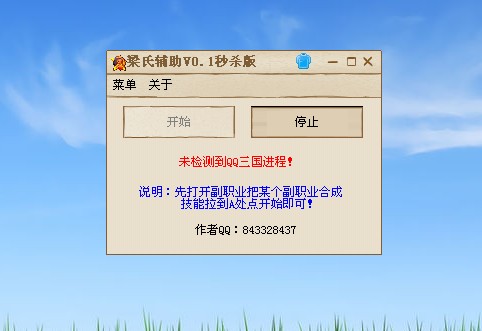 梁氏辅助V0.1秒杀版
菜单 关于
开始 停止
未检测到QQ三国进程!
说明:先打开副职业把某个副职业合成
技能拉到A处点开始即可!
作者QQ:843328437